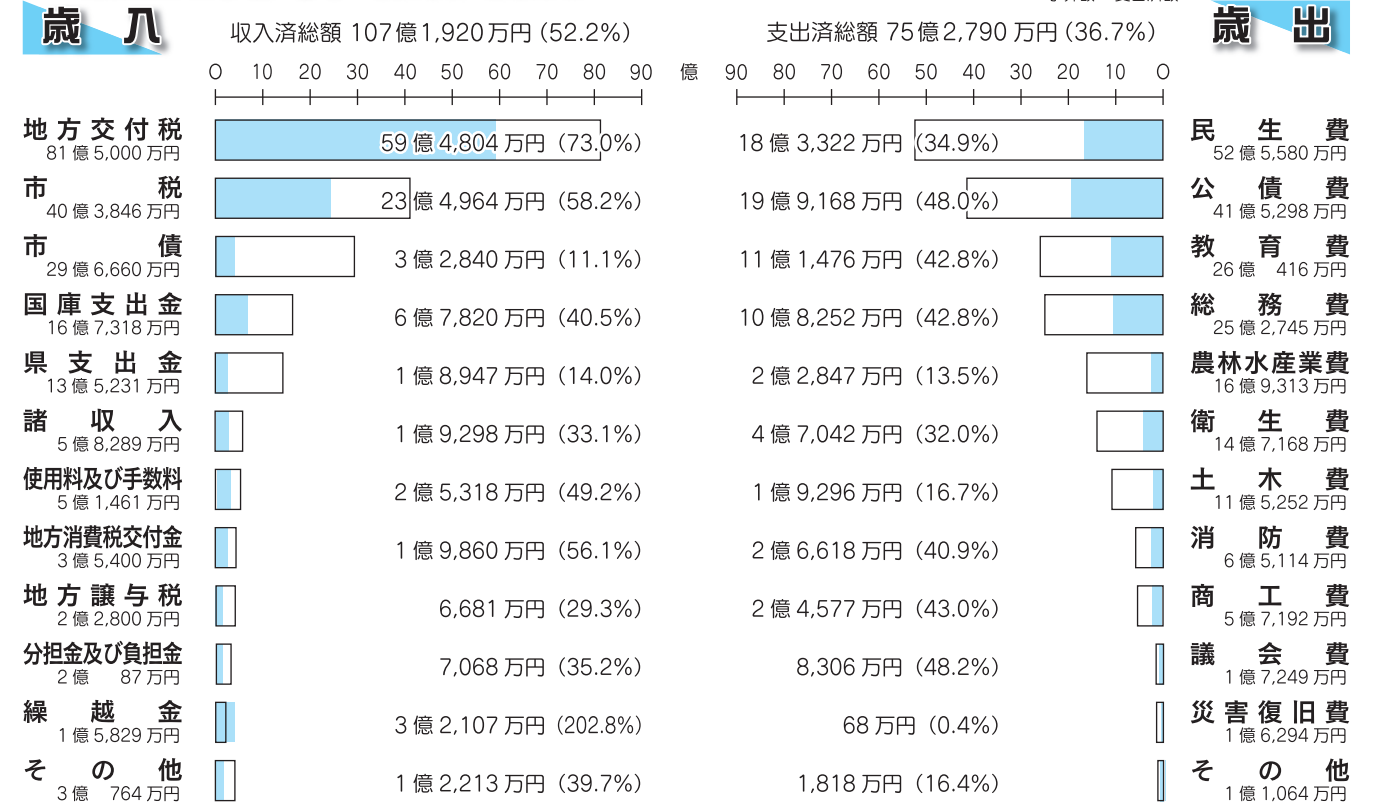 歳入
収入済総額 107億1,920万円(52.2%)
0 10 20 30 40 50 60 70 80 90 億
地方交付税
81億5,000万円
59億4,804万円(73.0%)
市税
40億3,846万円
23億4,964万円(58.2%)
市債
29億6,660万円
3億2,840万円(11.1%)
国庫支出金
16億7,318万円
6億7,820万円(40.5%)
県支出金
13億5,231万円
1億8,947万円(14.0%)
諸収入
5億8,289万円
1億9,298万円(33.1%)
使用料及び手数料
5億1,461万円
2億5,318万円(49.2%)
地方消費税交付金
3億5,400万円
1億9,860万円(56.1%)
地方譲与税
2億2,800万円
6,681万円(29.3%)
分担金及び負担金
2億 87万円
7,068万円(35.2%)
繰越金
1億5,829万円
3億2,107万円(202.8%)
その他
3億 764万円
1億2,213万円(39.7%)
歳出
支出済総額 75億2,790万円(36.7%)
90 80 70 60 50 40 30 20 10 0
18億3,322万円(34.9%)
民生費
52億5,580万円
19億9,168万円(48.0%)
公債費
41億5,298万円
11億1,476万円(42.8%)
教育費
26億 416万円
10億8,252万円(42.8%)
総務費
25億2,745万円
2億2,847万円(13.5%)
農林水産業費
16億9,313万円
4億7,042万円(32.0%)
衛生費
14億7,168万円
1億9,296万円(16.7%)
土木費
11億5,252万円
2億6,618万円(40.9%)
消防費
6億5,114万円
2億4,577万円(43.0%)
商工費
5億7,192万円
8,306万円(48.2%)
議会費
1億7,249万円
68万円(0.4%)
災害復旧費
1億6,294万円
1,818万円(16.4%)
その他
1億1,064万円